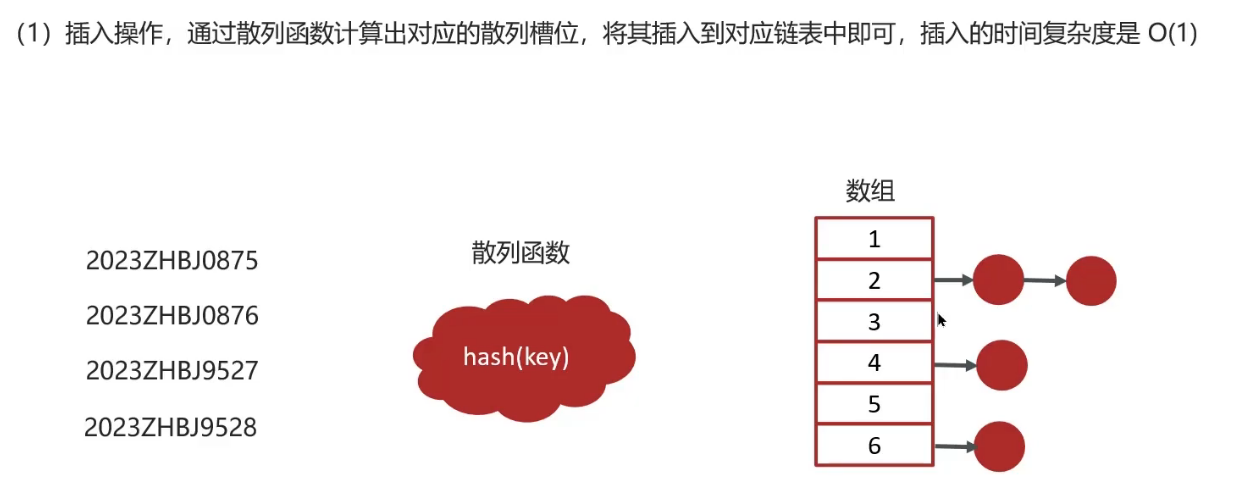 (1）插入操作，通过散列函数计算出对应的散列槽位，将其插入到对应链表中即可，插入的时间复杂度是 O(1)
数组
散列函数
2023ZHBJ0875
2023ZHBJ0876
2023ZHBJ9527
2023ZHBJ9528
hash(key)
1
2
3
4
5
6